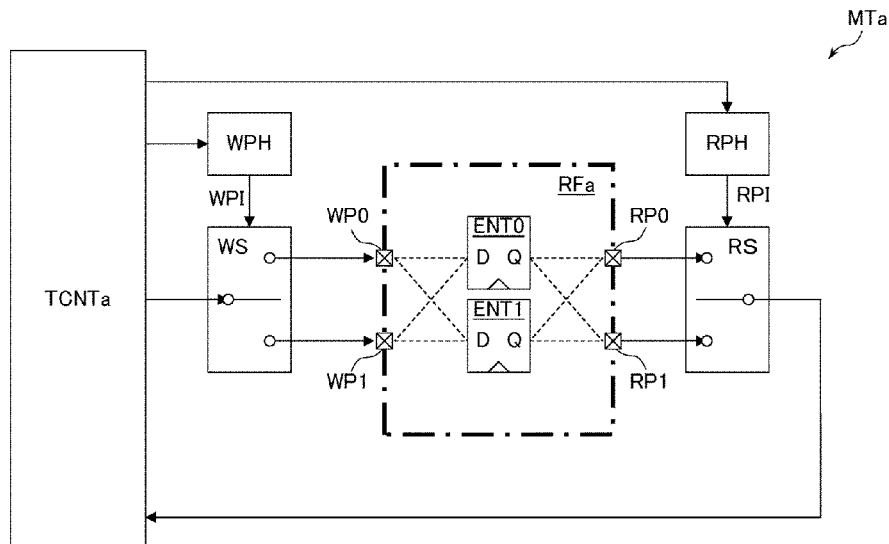 MTa
WPH
RPH
WPI
RPI
RFa
WP0
RP0
WS
ENT0
D Q
RS
TCNTa
ENT1
D Q
WP1
RP1